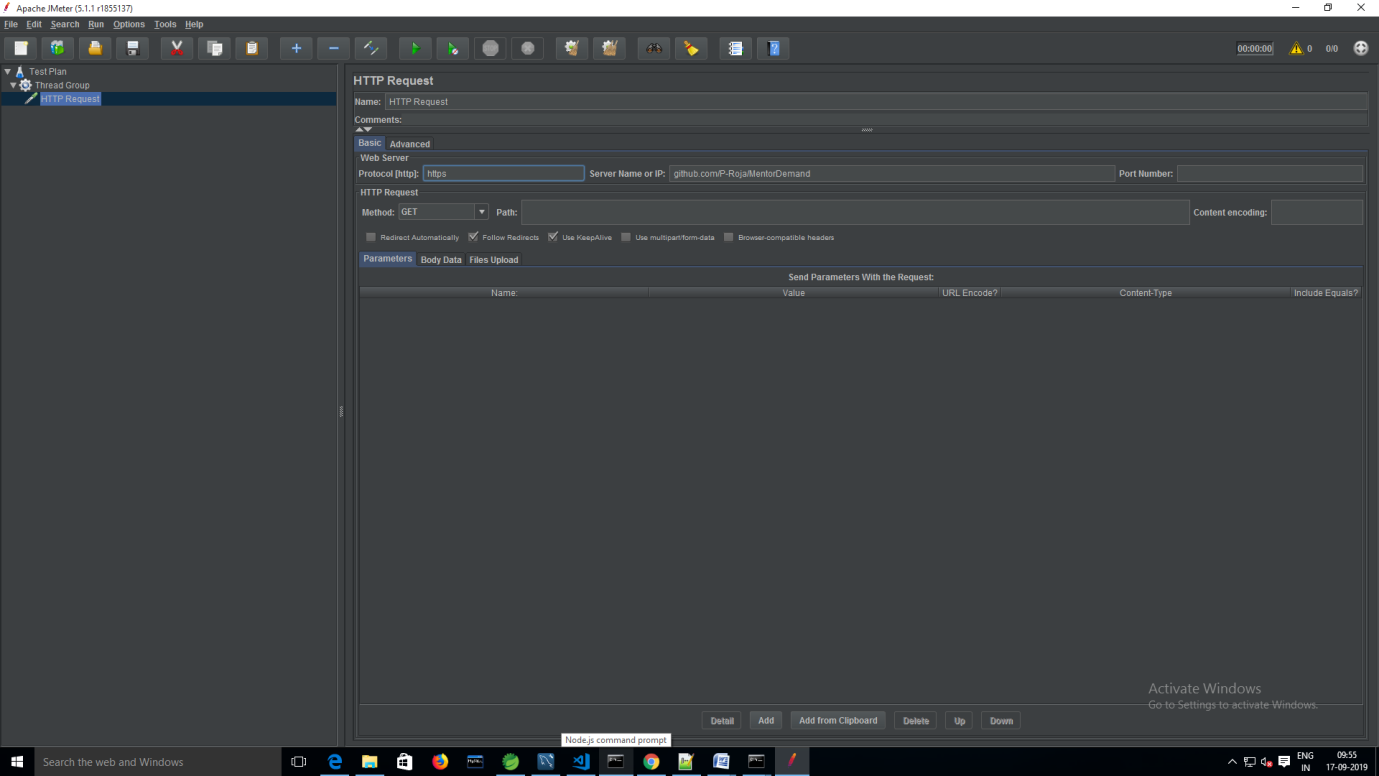 Apache JMeter (5.1.1 r1855137)
File Edit Search Run Options Tools Help
00:00:00 0 0/0
Test Plan
Thread Group
HTTP Request
HTTP Request
Name: HTTP Request
Comments:
Basic Advanced
Web Server
Protocol [http]: https Server Name or IP: github.com/P-Roja/MentorDemand Port Number:
HTTP Request
Method: GET Path: Content encoding:
Redirect Automatically Follow Redirects Use KeepAlive Use multipart/form-data Browser-compatible headers
Parameters Body Data Files Upload
Send Parameters With the Request:
Name: Value URL Encode? Content-Type Include Equals?
Activate Windows
Go to Settings to activate Windows.
Detail Add Add from Clipboard Delete Up Down
Node.js command prompt
Search the web and Windows
ENG
IN
09:55
17-09-2019